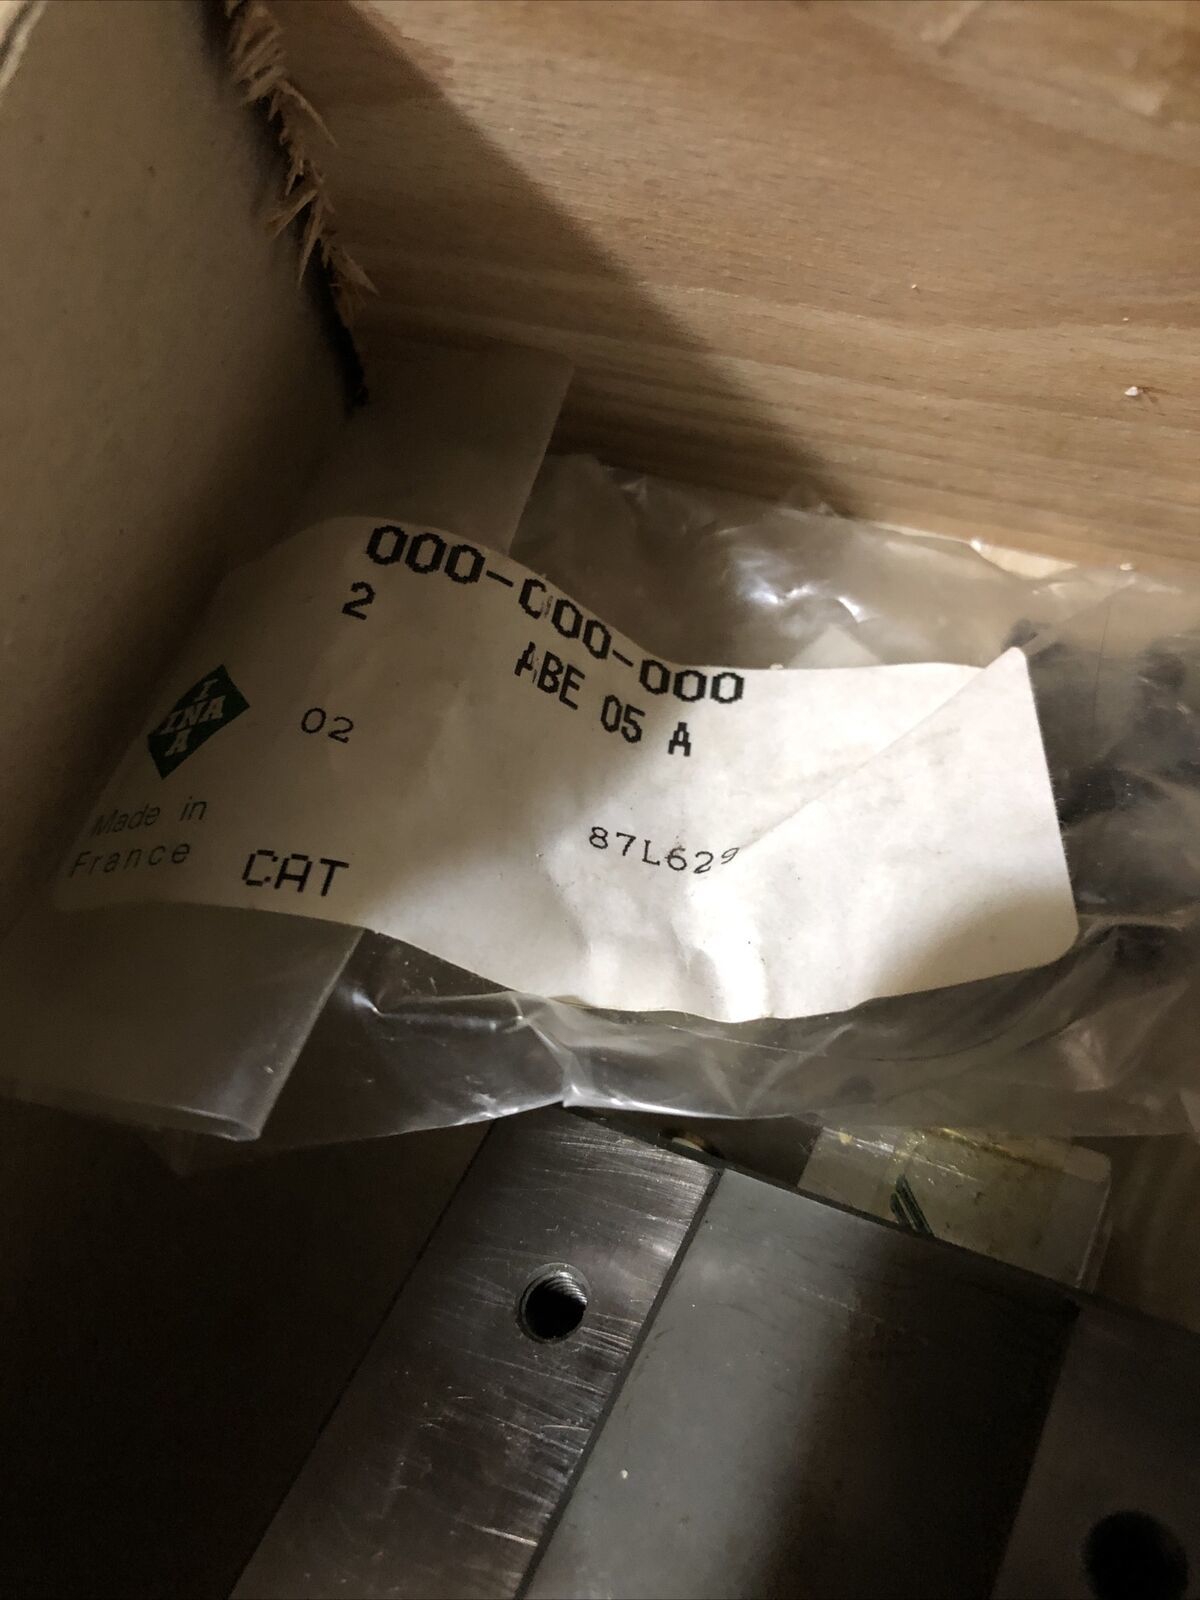 000-000-000
2
ABE 05 A
INA
02
87L629
Made in
France
CAT